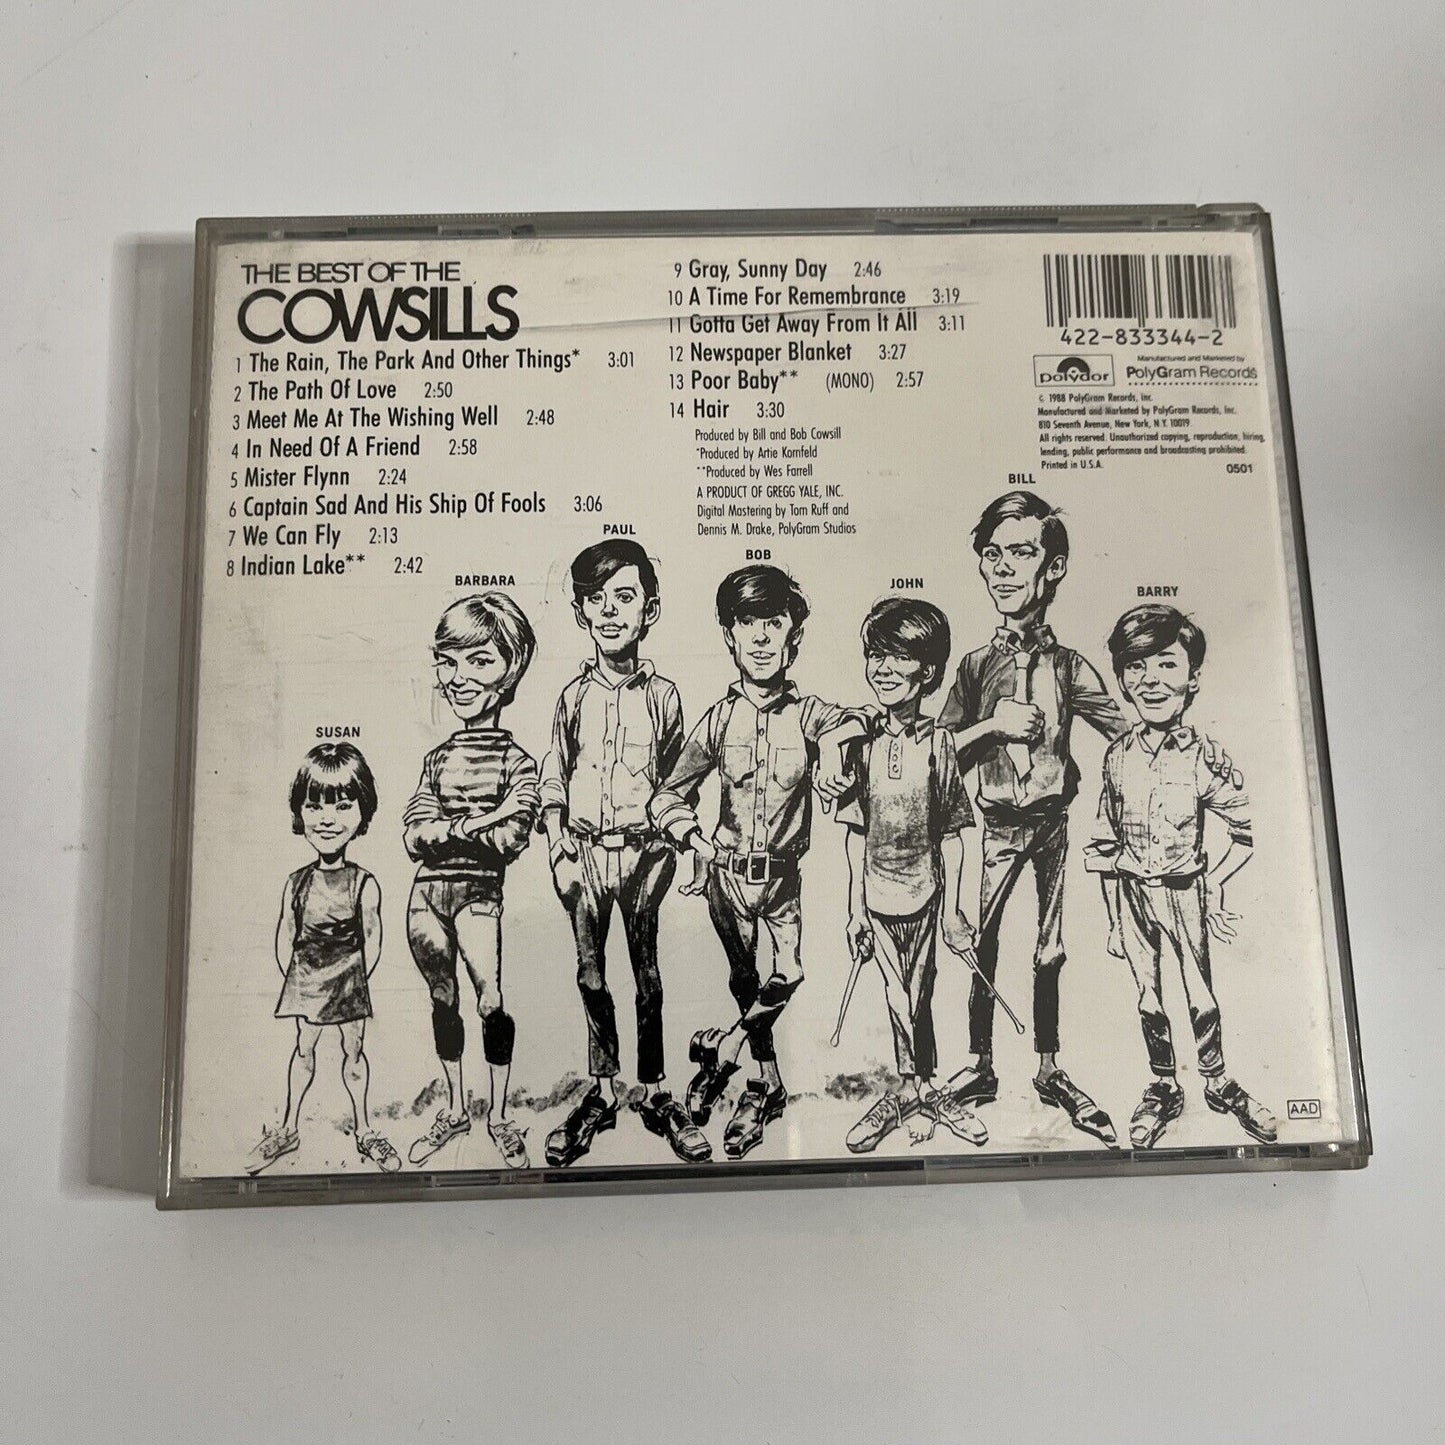 THE BEST OF THE
COWSILLS
1 The Rain, The Park And Other Things* 3:01
2 The Path Of Love 2:50
3 Meet Me At The Wishing Well 2:48
4 In Need Of A Friend 2:58
5 Mister Flynn 2:24
6 Captain Sad And His Ship Of Fools 3:06
7 We Can Fly 2:13
8 Indian Lake** 2:42
9 Gray, Sunny Day 2:46
10 A Time For Remembrance 3:19
11 Gotta Get Away From It All 3:11
12 Newspaper Blanket 3:27
13 Poor Baby** (MONO) 2:57
14 Hair 3:30
Produced by Bill and Bob Cowsill
*Produced by Artie Kornfeld
**Produced by Wes Farrell
A PRODUCT OF GREGG YALE, INC.
Digital Mastering by Tom Ruff and
Dennis M. Drake, PolyGram Studios
422-833344-2
polydor
Manufactured and Marketed by
PolyGram Records
© 1988 PolyGram Records, Inc.
Manufactured and Marketed by PolyGram Records, Inc.
810 Seventh Avenue, New York, N.Y. 10019.
All rights reserved. Unauthorized copying, reproduction, hiring,
lending, public performance and broadcasting prohibited.
Printed in U.S.A.
0501
SUSAN
BARBARA
PAUL
BOB
JOHN
BILL
BARRY
AAD